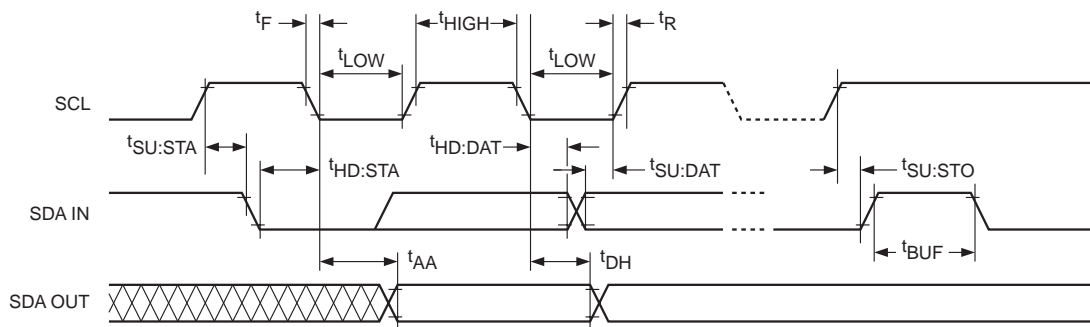 tF
tHIGH
tR
tLOW
tLOW
SCL
tSU:STA
tHD:STA
tHD:DAT
tSU:DAT
tSU:STO
SDA IN
tBUF
tAA
tDH
SDA OUT